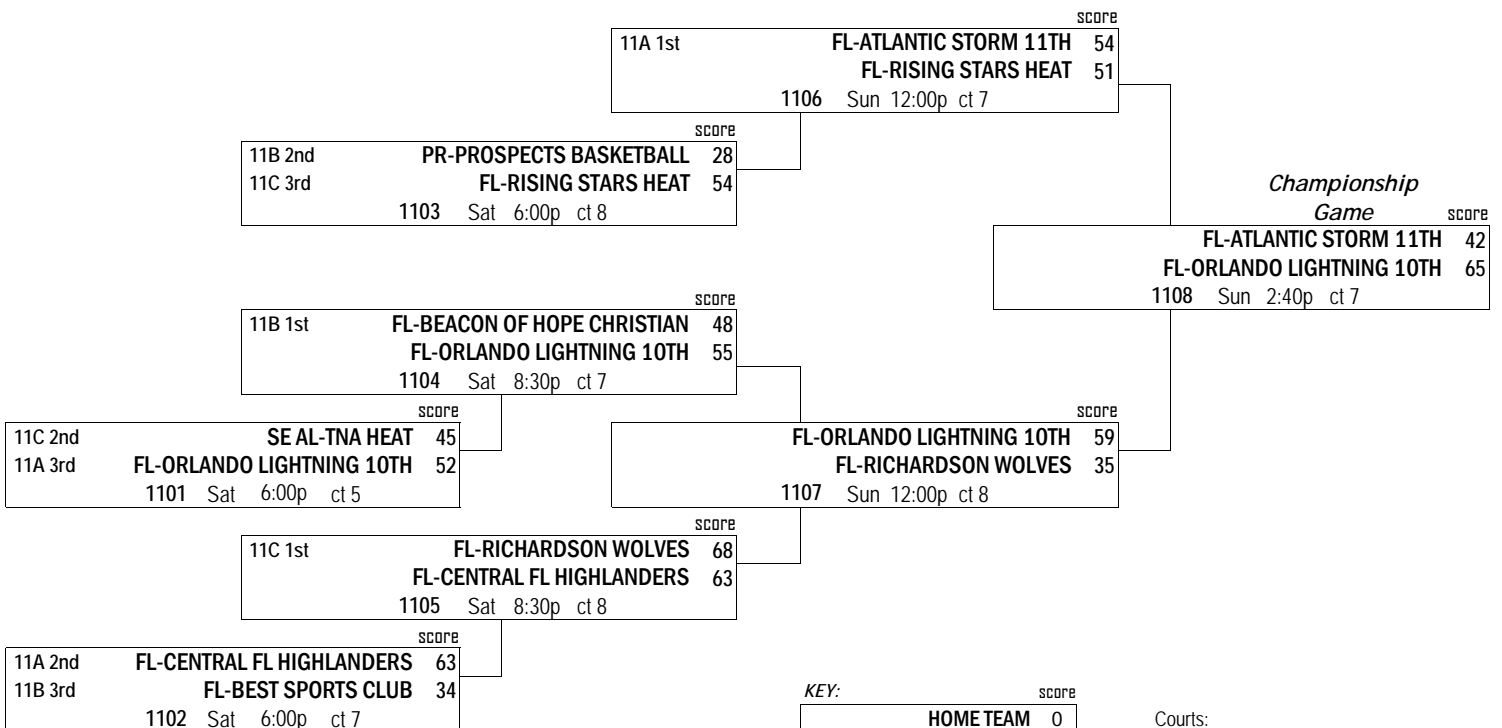 score
11A 1st FL-ATLANTIC STORM 11TH 54
FL-RISING STARS HEAT 51
1106 Sun 12:00p ct 7
score
11B 2nd PR-PROSPECTS BASKETBALL 28
11C 3rd FL-RISING STARS HEAT 54
1103 Sat 6:00p ct 8
Championship
Game score
FL-ATLANTIC STORM 11TH 42
FL-ORLANDO LIGHTNING 10TH 65
1108 Sun 2:40p ct 7
score
11B 1st FL-BEACON OF HOPE CHRISTIAN 48
FL-ORLANDO LIGHTNING 10TH 55
1104 Sat 8:30p ct 7
score
11C 2nd SE AL-TNA HEAT 45
11A 3rd FL-ORLANDO LIGHTNING 10TH 52
1101 Sat 6:00p ct 5
score
FL-ORLANDO LIGHTNING 10TH 59
FL-RICHARDSON WOLVES 35
1107 Sun 12:00p ct 8
score
11C 1st FL-RICHARDSON WOLVES 68
FL-CENTRAL FL HIGHLANDERS 63
1105 Sat 8:30p ct 8
score
11A 2nd FL-CENTRAL FL HIGHLANDERS 63
11B 3rd FL-BEST SPORTS CLUB 34
1102 Sat 6:00p ct 7
KEY: score
HOME TEAM 0
Courts: